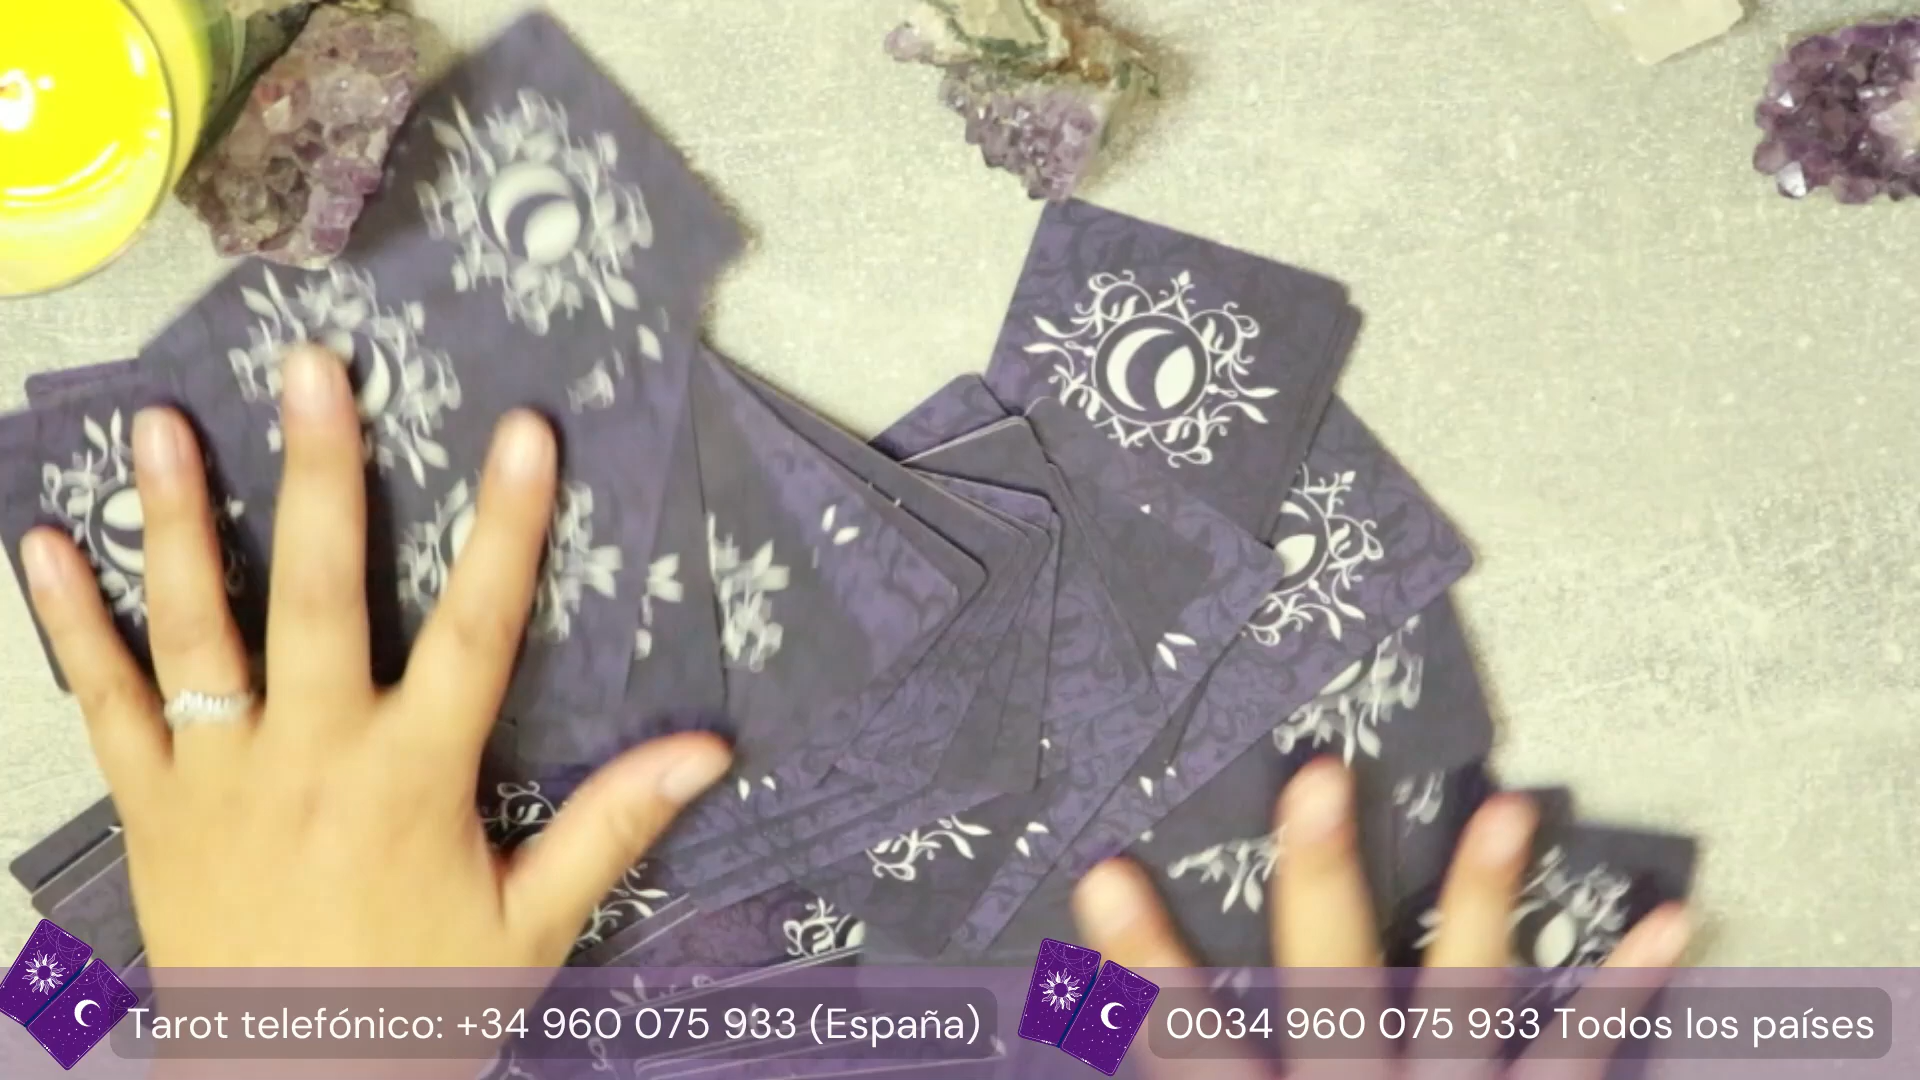 Tarot telefónico: +34 960 075 933 (España)
0034 960 075 933 Todos los países